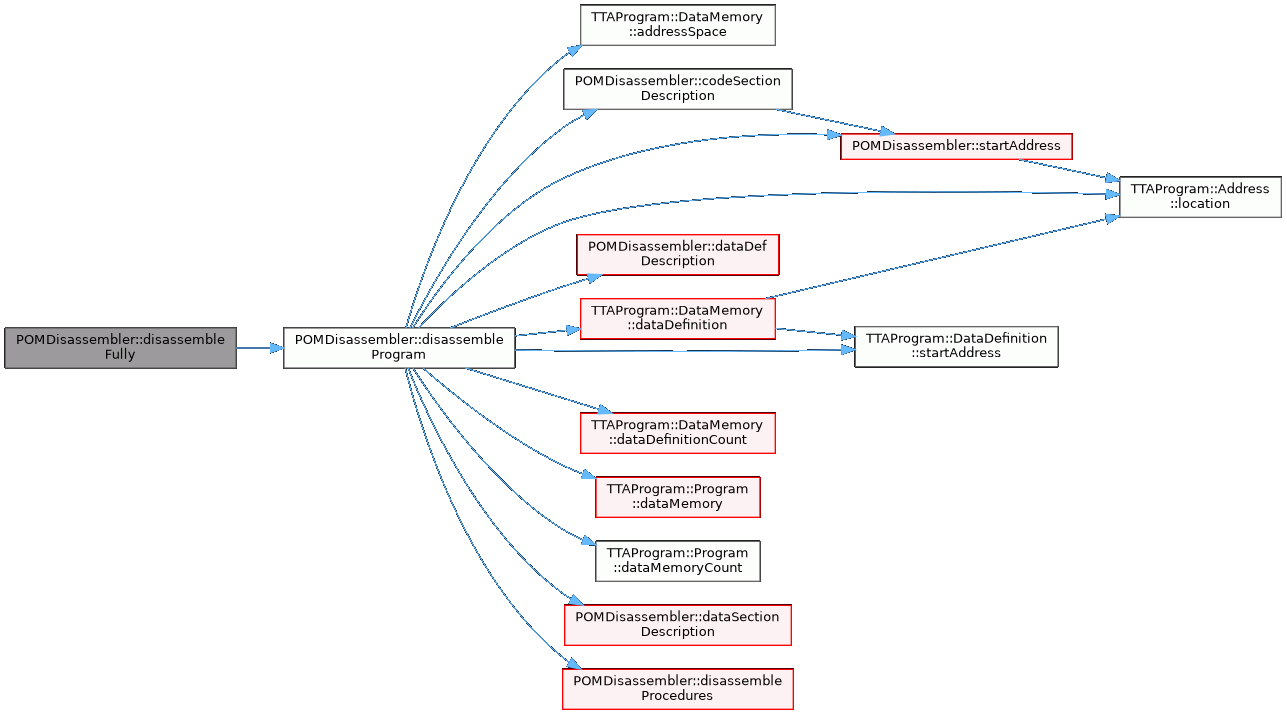 TTAProgram::DataMemory
::addressSpace
POMDisassembler::codeSection
Description
POMDisassembler::startAddress
TTAProgram::Address
::location
POMDisassembler::dataDef
Description
TTAProgram::DataMemory
::dataDefinition
POMDisassembler::disassemble
Fully
POMDisassembler::disassemble
Program
TTAProgram::DataDefinition
::startAddress
TTAProgram::DataMemory
::dataDefinitionCount
TTAProgram::Program
::dataMemory
TTAProgram::Program
::dataMemoryCount
POMDisassembler::dataSection
Description
POMDisassembler::disassemble
Procedures